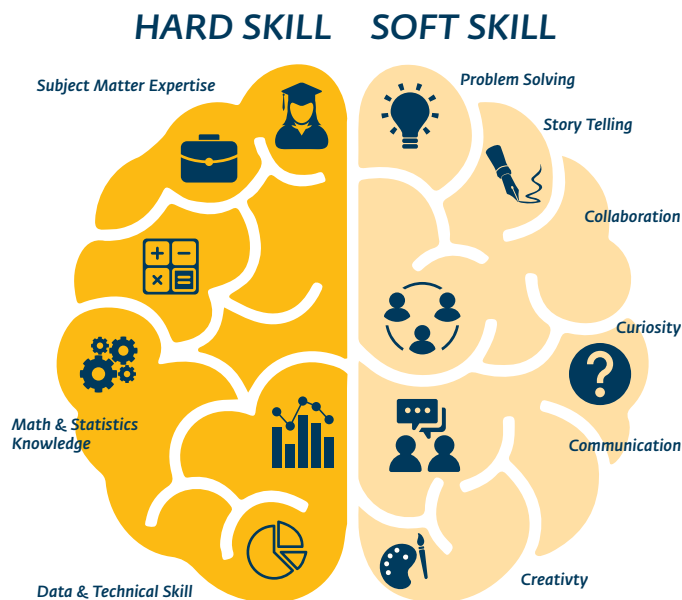 HARD SKILL
SOFT SKILL
Subject Matter Expertise
Problem Solving
Story Telling
Collaboration
Curiosity
Math & Statistics
Knowledge
Communication
Creativty
Data & Technical Skill